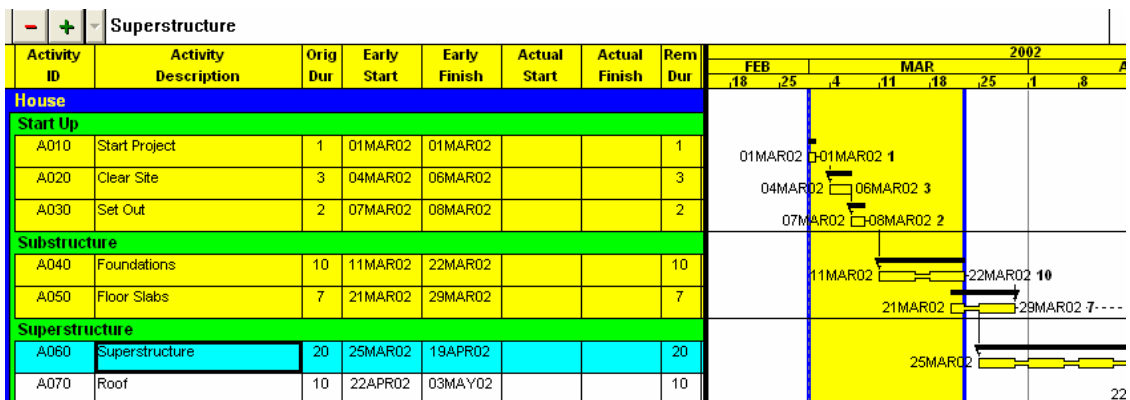 Superstructure
Activity ID Activity Description Orig Dur Early Start Early Finish Actual Start Actual Finish Rem Dur
2002
FEB MAR A
18 25 4 11 18 25 1 8
House
Start Up
A010 Start Project 1 01MAR02 01MAR02 1 01MAR02 01MAR02 1
A020 Clear Site 3 04MAR02 06MAR02 3 04MAR02 06MAR02 3
A030 Set Out 2 07MAR02 08MAR02 2 07MAR02 08MAR02 2
Substructure
A040 Foundations 10 11MAR02 22MAR02 10 11MAR02 22MAR02 10
A050 Floor Slabs 7 21MAR02 29MAR02 7 21MAR02 29MAR02 7
Superstructure
A060 Superstructure 20 25MAR02 19APR02 20 25MAR02
A070 Roof 10 22APR02 03MAY02 10 22